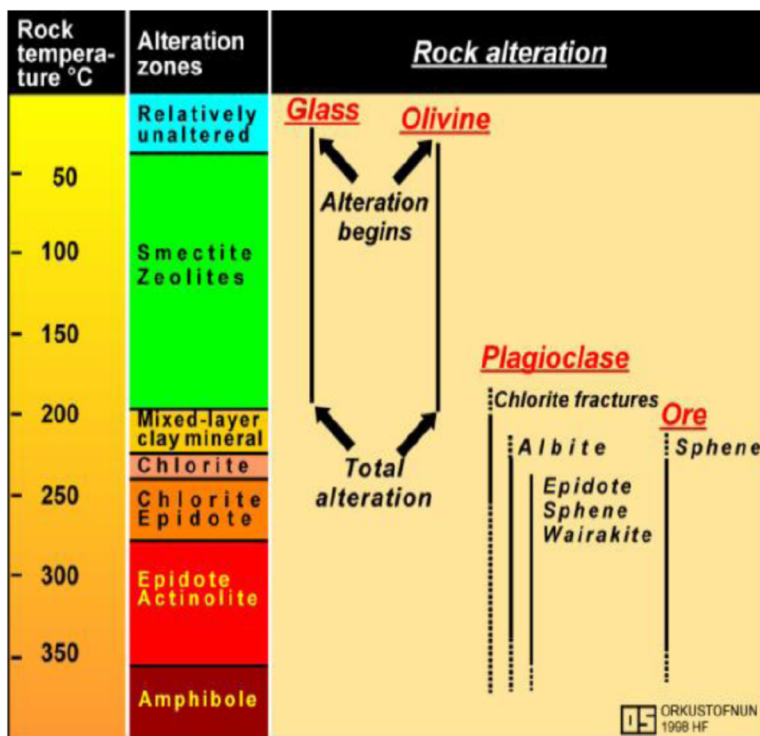 Rock
tempera-
ture °C
Alteration
zones
Rock alteration
Relatively
unaltered
Glass
Olivine
50
Alteration
begins
100
Smectite
Zeolites
150
Plagioclase
Chlorite fractures
Ore
200
Mixed-layer
clay mineral
Albite
Sphene
Chlorite
Total
alteration
250
Chlorite
Epidote
Epidote
Sphene
Wairakite
300
Epidote
Actinolite
350
Amphibole
OS
ORKUSTOFNUN
1998 HF